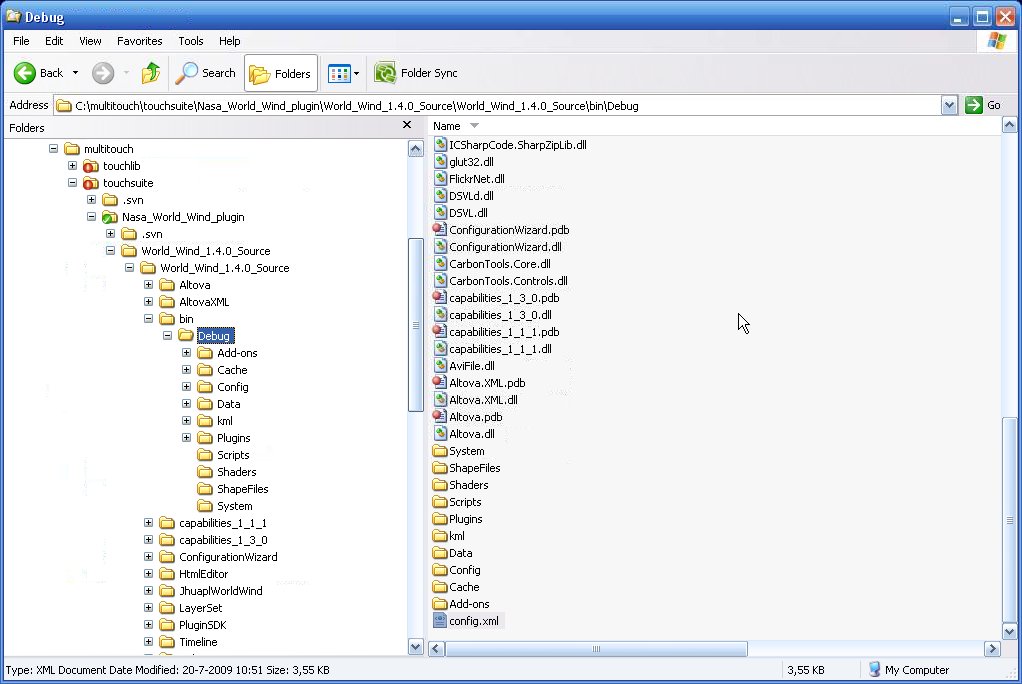 Debug
File Edit View Favorites Tools Help
Back Search Folders Folder Sync
Address C:\multitouch\touchsuite\Nasa_World_Wind_plugin\World_Wind_1.4.0_Source\World_Wind_1.4.0_Source\bin\Debug Go
Folders
multitouch
touchlib
touchsuite
.svn
Nasa_World_Wind_plugin
.svn
World_Wind_1.4.0_Source
World_Wind_1.4.0_Source
Altova
AltovaXML
bin
Debug
Add-ons
Cache
Config
Data
kml
Plugins
Scripts
Shaders
ShapeFiles
System
capabilities_1_1_1
capabilities_1_3_0
ConfigurationWizard
HtmlEditor
JhuaplWorldWind
LayerSet
PluginSDK
Timeline
Name
ICSharpCode.SharpZipLib.dll
glut32.dll
FlickrNet.dll
DSVLd.dll
DSVL.dll
ConfigurationWizard.pdb
ConfigurationWizard.dll
CarbonTools.Core.dll
CarbonTools.Controls.dll
capabilities_1_3_0.pdb
capabilities_1_3_0.dll
capabilities_1_1_1.pdb
capabilities_1_1_1.dll
AviFile.dll
Altova.XML.pdb
Altova.XML.dll
Altova.pdb
Altova.dll
System
ShapeFiles
Shaders
Scripts
Plugins
kml
Data
Config
Cache
Add-ons
config.xml
Type: XML Document Date Modified: 20-7-2009 10:51 Size: 3,55 KB 3,55 KB My Computer